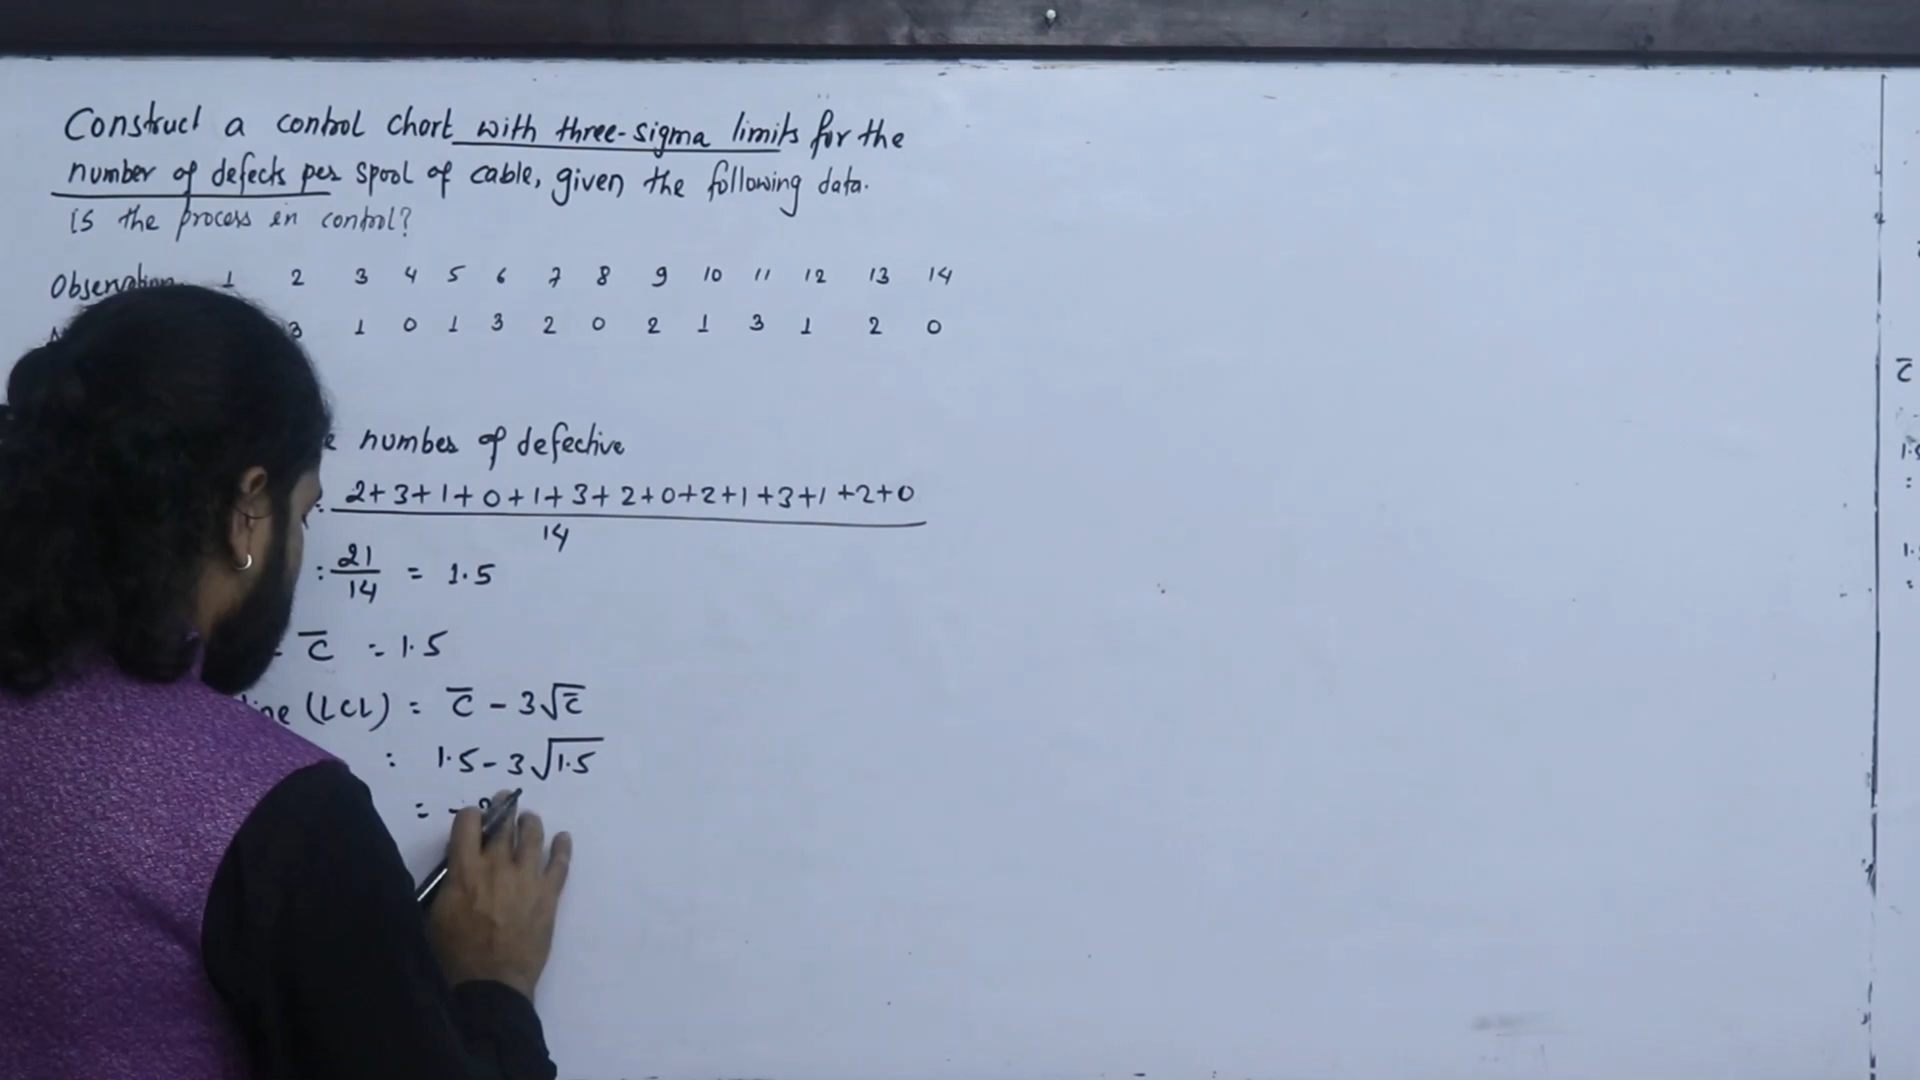 Construct a control chart with three-sigma limits for the
number of defects per spool of cable, given the following data.
is the process in control?
Observation 1 2 3 4 5 6 7 8 9 10 11 12 13 14
3 1 0 1 3 2 0 2 1 3 1 2 0
number of defective
: 2+3+1+0+1+3+2+0+2+1+3+1+2+0
14
: 21/14 = 1.5
= c̅ = 1.5
(LCL) = c̅ - 3√c̅
: 1.5 - 3√1.5
= -
c̅